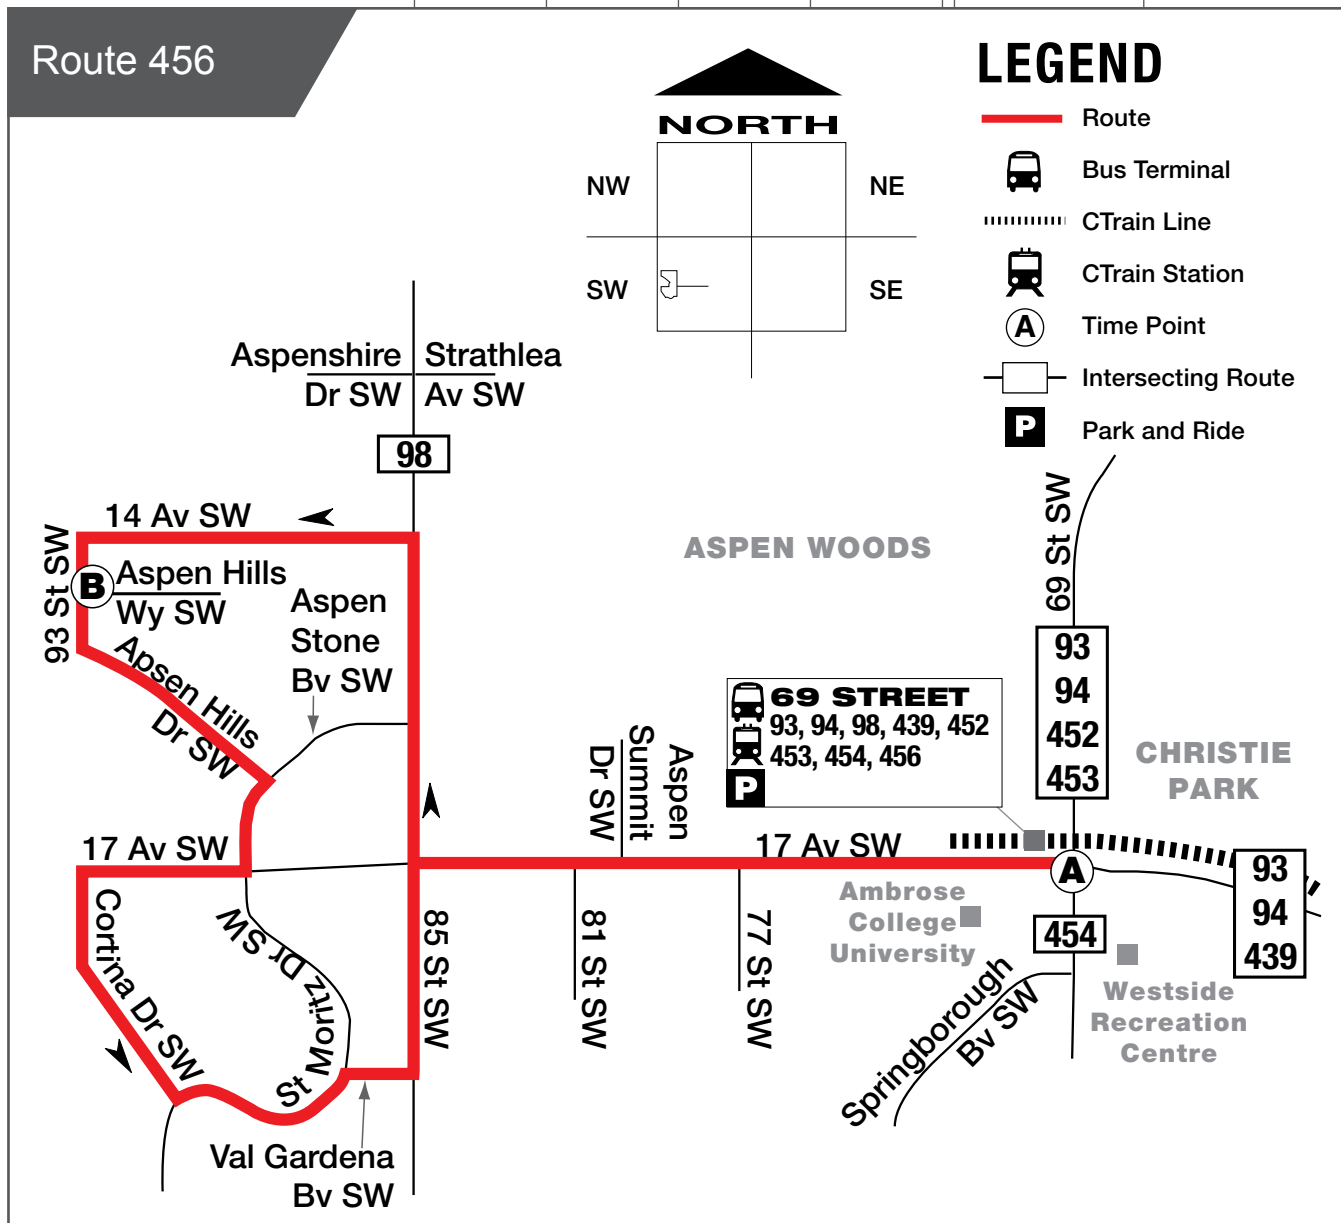 Route 456
NORTH
NW
NE
SW
SE
LEGEND
Route
Bus Terminal
CTrain Line
CTrain Station
A
Time Point
Intersecting Route
P
Park and Ride
Aspenshire
Dr SW
Strathlea
Av SW
98
14 Av SW
93 St SW
B
Aspen Hills
Wy SW
Aspen
Stone
Bv SW
Apsen Hills
Dr SW
17 Av SW
Cortina Dr SW
St Moritz Dr SW
Val Gardena
Bv SW
85 St SW
81 St SW
77 St SW
Aspen
Summit
Dr SW
17 Av SW
ASPEN WOODS
69 STREET
93, 94, 98, 439, 452
453, 454, 456
P
69 St SW
93
94
452
453
CHRISTIE
PARK
A
93
94
439
454
Ambrose
College
University
Springborough
Bv SW
Westside
Recreation
Centre